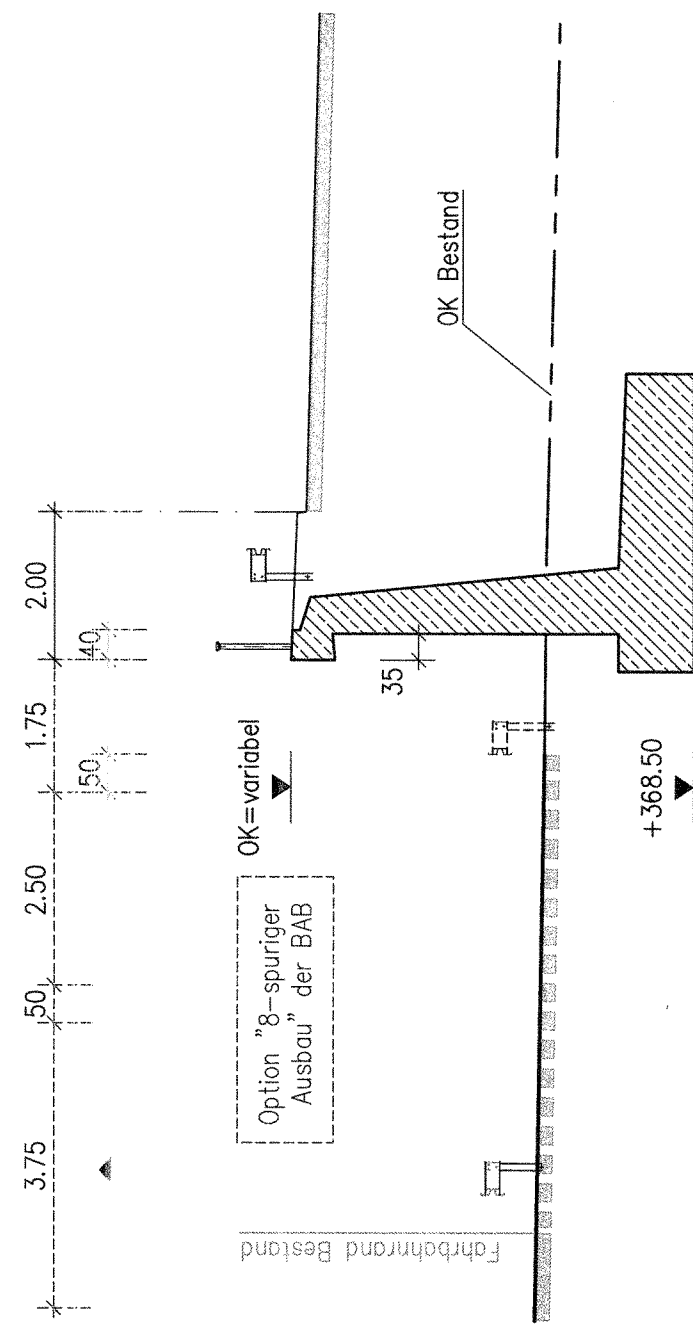 3.75
50
2.50
1.75
2.00
50
40
OK=variabel
Option "8-spuriger
Ausbau" der BAB
35
OK Bestand
Fahrbahnrand Bestand
+368.50